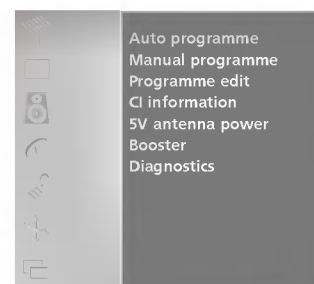 Auto programme
Manual programme
Programme edit
CI information
5V antenna power
Booster
Diagnostics